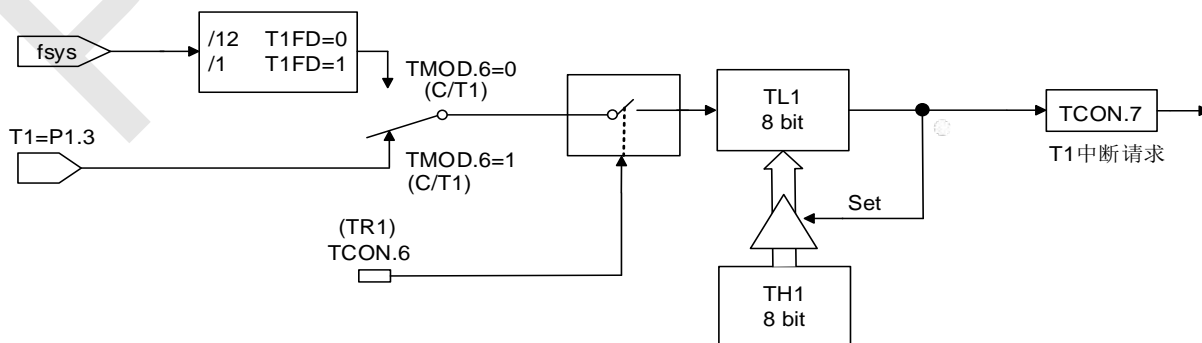 fsys
/12 T1FD=0
/1 T1FD=1
TMOD.6=0
(C/T1)
T1=P1.3
TMOD.6=1
(C/T1)
(TR1)
TCON.6
TL1
8 bit
TCON.7
T1中断请求
Set
TH1
8 bit